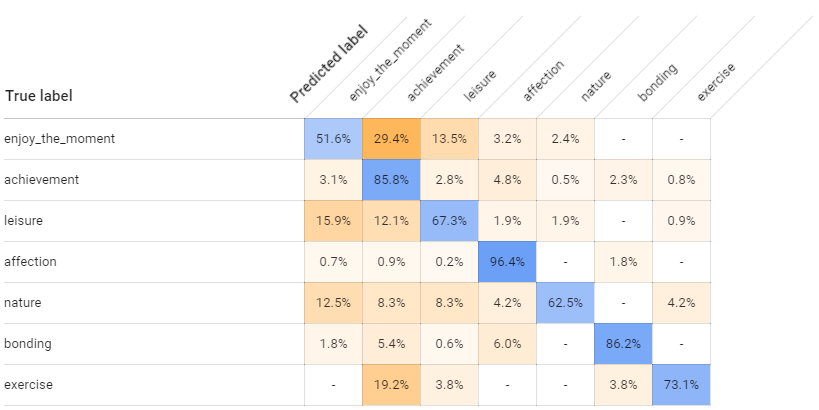 Predicted label
enjoy_the_moment
achievement
leisure
affection
nature
bonding
exercise
True label
enjoy_the_moment 51.6% 29.4% 13.5% 3.2% 2.4% - -
achievement 3.1% 85.8% 2.8% 4.8% 0.5% 2.3% 0.8%
leisure 15.9% 12.1% 67.3% 1.9% 1.9% - 0.9%
affection 0.7% 0.9% 0.2% 96.4% - 1.8% -
nature 12.5% 8.3% 8.3% 4.2% 62.5% - 4.2%
bonding 1.8% 5.4% 0.6% 6.0% - 86.2% -
exercise - 19.2% 3.8% - - 3.8% 73.1%